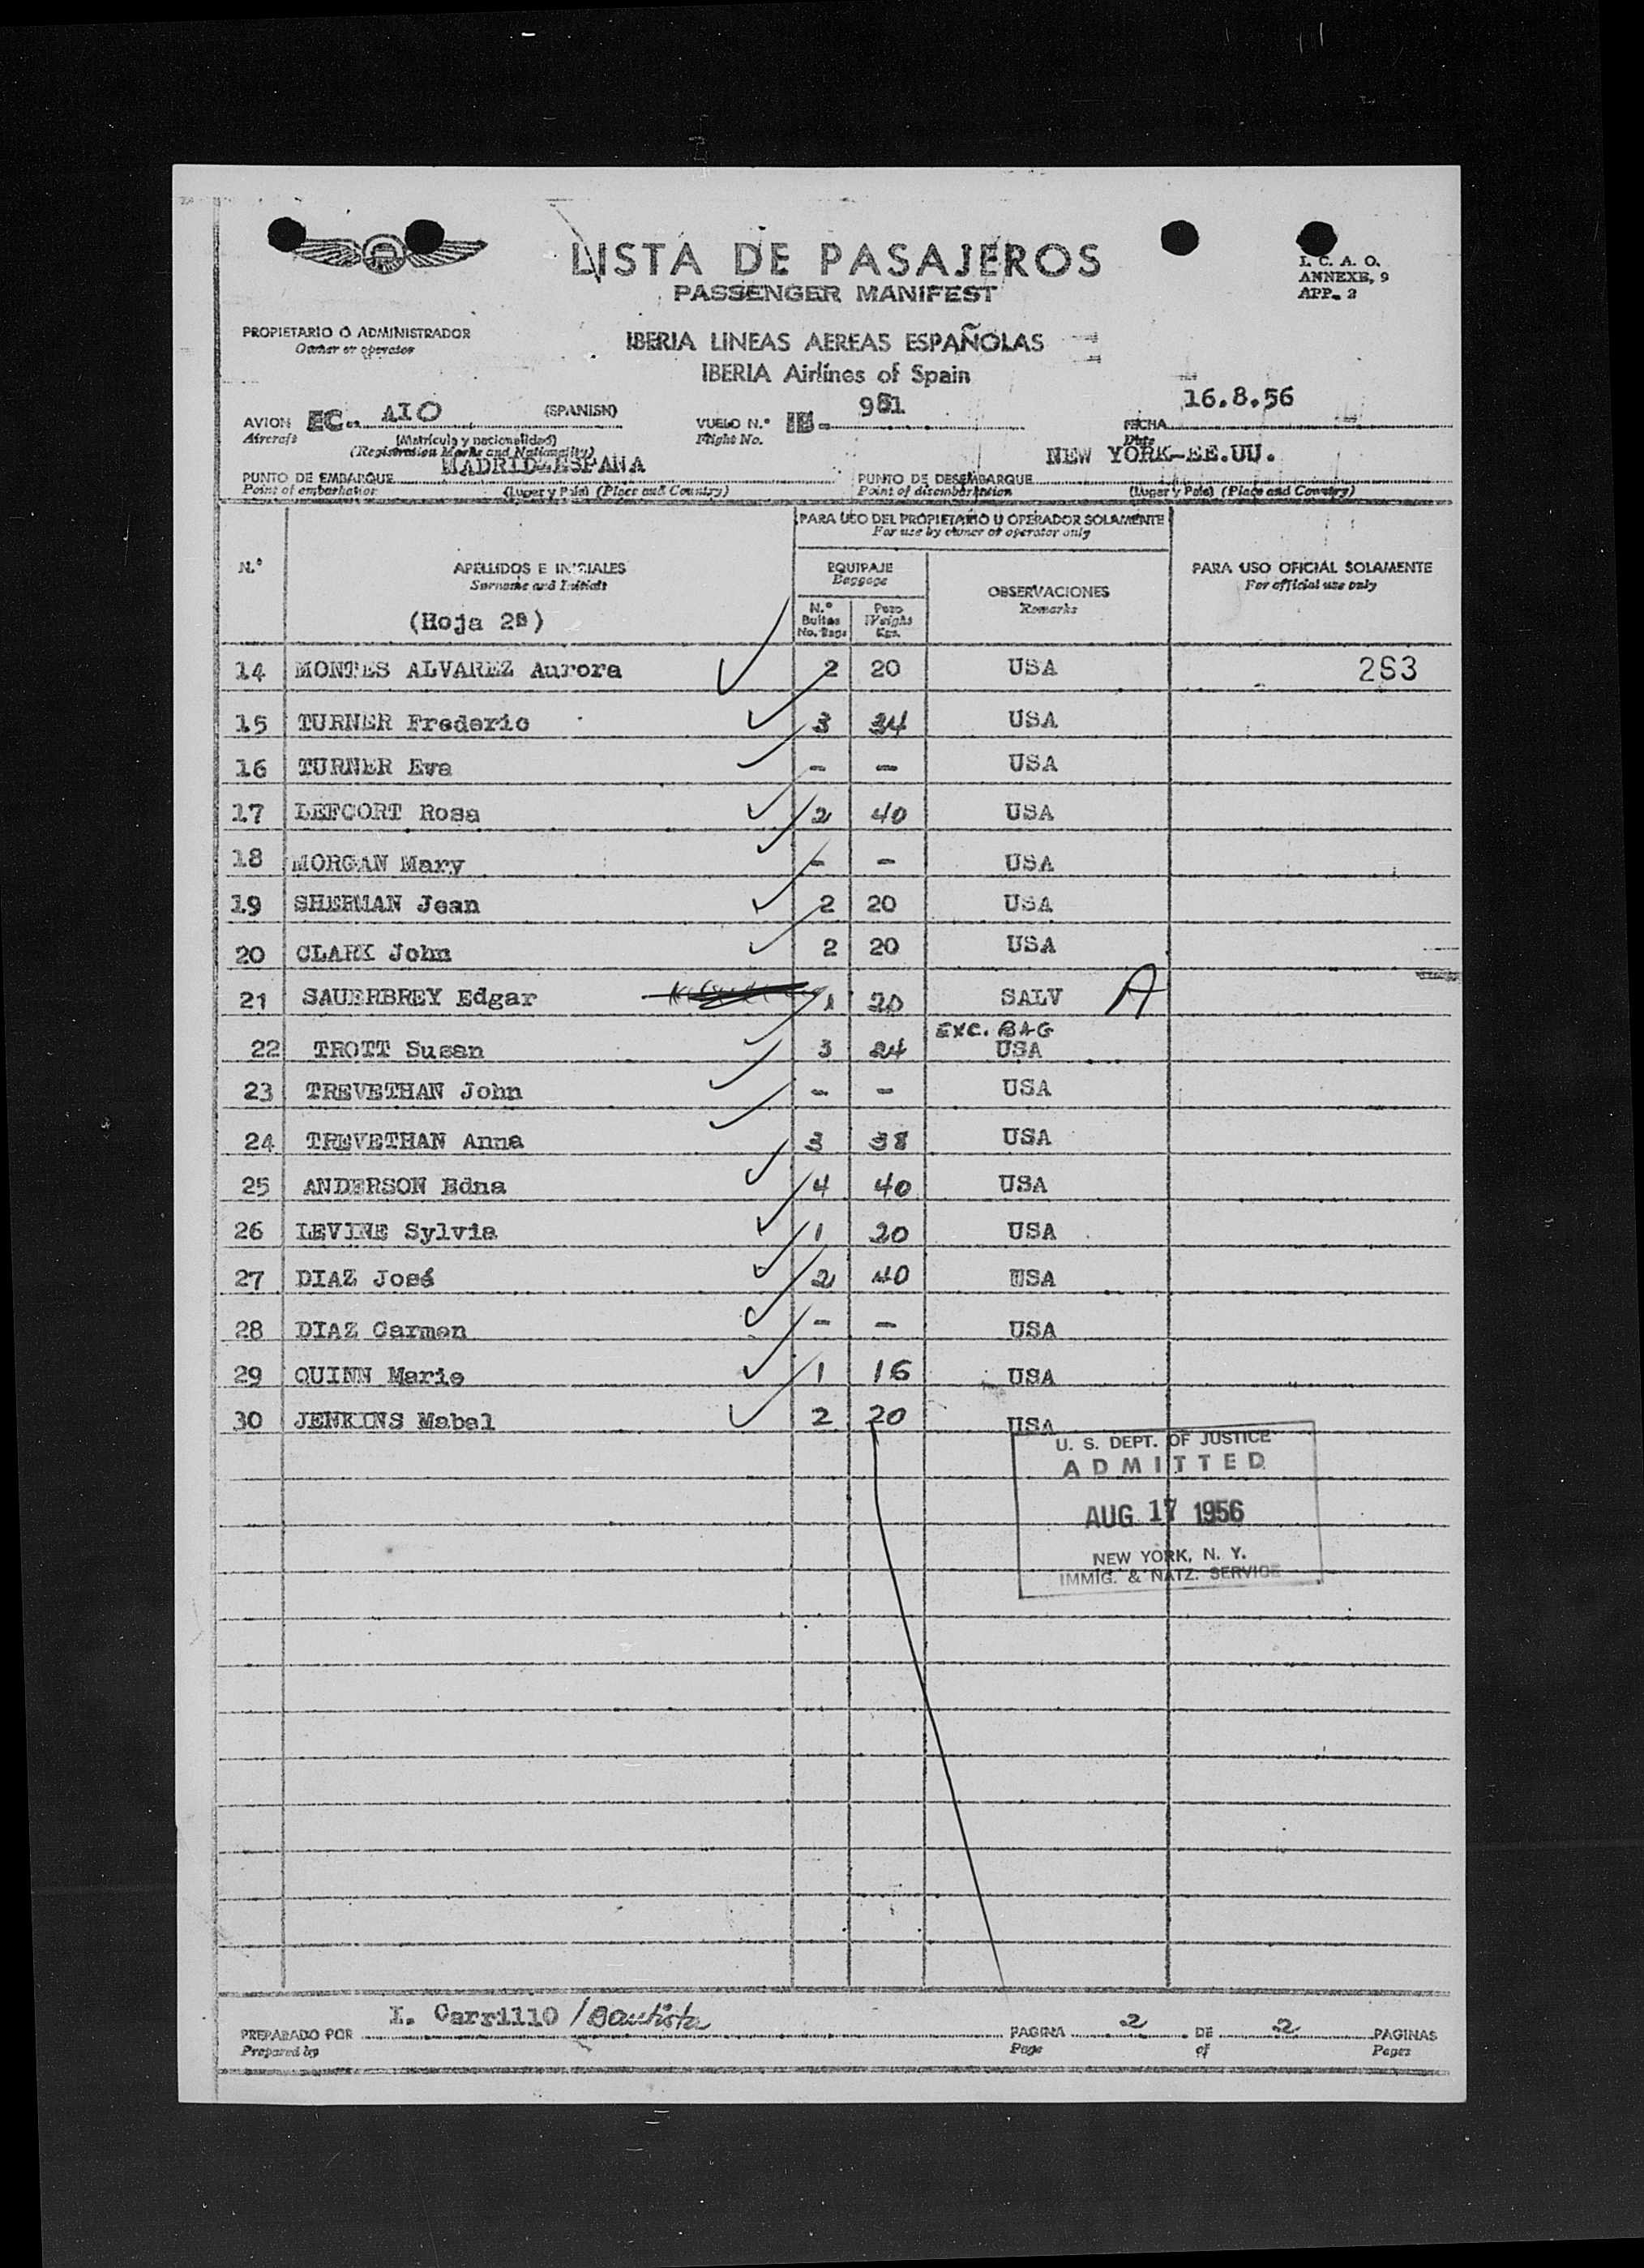 LISTA DE PASAJEROS
PASSENGER MANIFEST
I. C. A. O.
ANNEXE, 9
APP. 2
PROPIETARIO O ADMINISTRADOR
Owner or operator
IBERIA LINEAS AEREAS ESPAÑOLAS
IBERIA Airlines of Spain
AVION EC. AIO (SPANISH)
Aircraft
(Matrícula y nacionalidad)
(Registration Marks and Nationality)
VUELO N.° IB- 951
Flight No.
FECHA 16.8.56
Date
PUNTO DE EMBARQUE MADRID-ESPAÑA
Point of embarkation (Lugar y País) (Place and Country)
PUNTO DE DESEMBARQUE NEW YORK-EE.UU.
Point of disembarkation (Lugar y País) (Place and Country)
N.°
APELLIDOS E INICIALES
Surname and Initials
(Hoja 2ª)
PARA USO DEL PROPIETARIO U OPERADOR SOLAMENTE
For use by owner or operator only
EQUIPAJE
Baggage
N.° Bultos No. Bags
Peso Weight Kgs.
OBSERVACIONES
Remarks
PARA USO OFICIAL SOLAMENTE
For official use only
14 MONTES ALVAREZ Aurora 2 20 USA 263
15 TURNER Frederic 3 34 USA
16 TURNER Eva - - USA
17 LEFCORT Rosa 2 40 USA
18 MORGAN Mary - - USA
19 SHERMAN Jean 2 20 USA
20 CLARK John 2 20 USA
21 SAUERBREY Edgar 1 20 SALV A
EXC. BAG
22 TROTT Susan 3 24 USA
23 TREVETHAN John - - USA
24 TREVETHAN Anna 3 38 USA
25 ANDERSON Edna 4 40 USA
26 LEVINE Sylvia 1 20 USA
27 DIAZ José 2 40 USA
28 DIAZ Carmen - - USA
29 QUINN Marie 1 16 USA
30 JENKINS Mabel 2 20 USA
U. S. DEPT. OF JUSTICE
ADMITTED
AUG 17 1956
NEW YORK, N. Y.
IMMIG. & NATZ. SERVICE
PREPARADO POR I. Carrillo /Bautista
Prepared by
PAGINA 2 DE 2 PAGINAS
Page of Pages